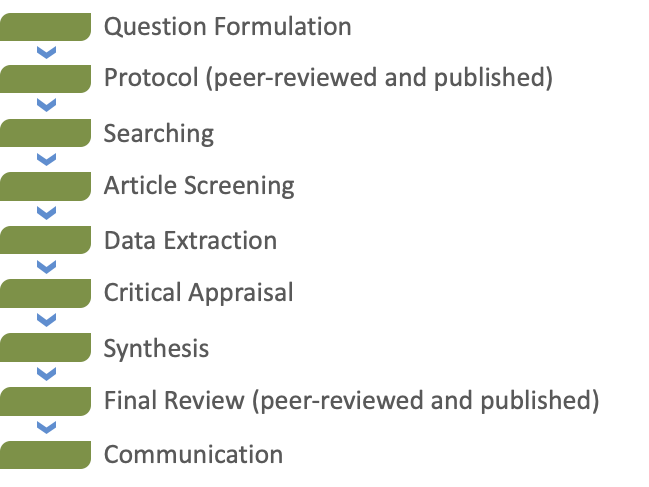 Question Formulation
Protocol (peer-reviewed and published)
Searching
Article Screening
Data Extraction
Critical Appraisal
Synthesis
Final Review (peer-reviewed and published)
Communication